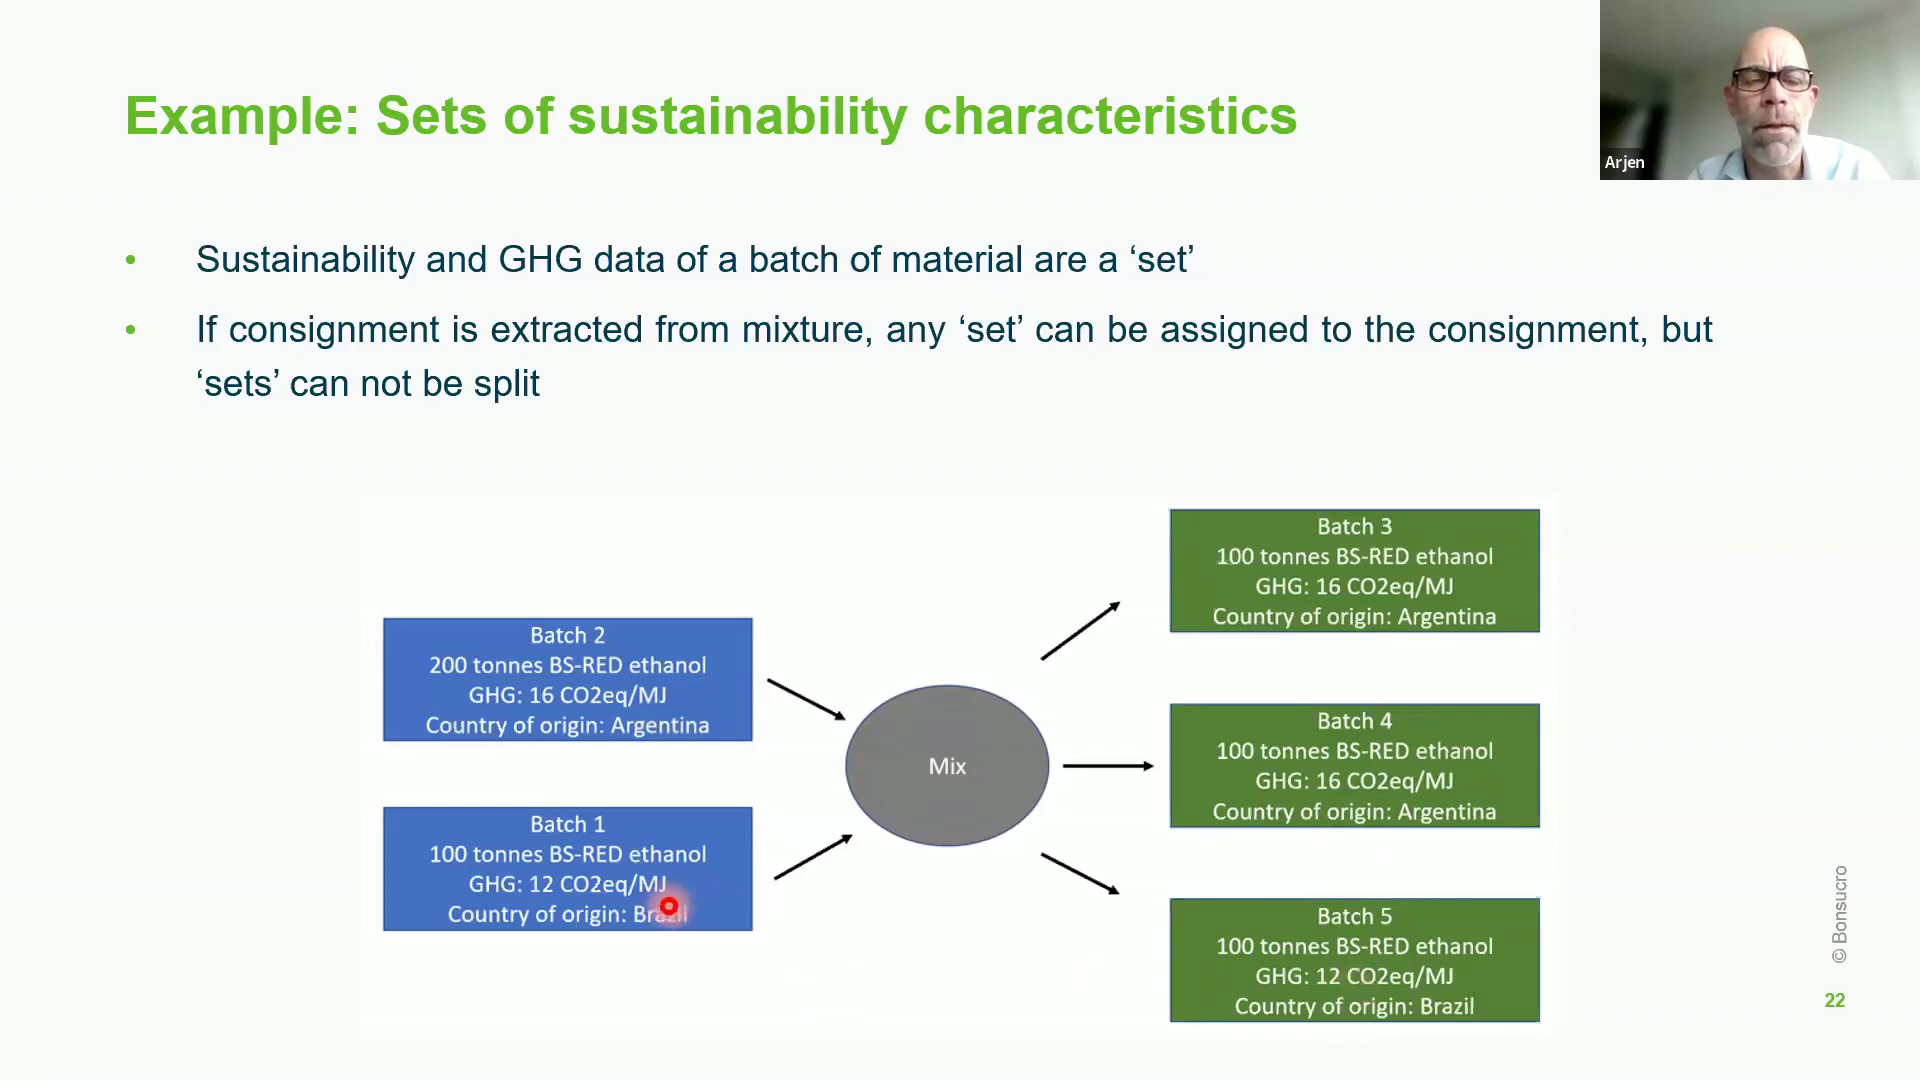 Example: Sets of sustainability characteristics
Arjen
• Sustainability and GHG data of a batch of material are a ‘set’
• If consignment is extracted from mixture, any ‘set’ can be assigned to the consignment, but
‘sets’ can not be split
Batch 2
200 tonnes BS-RED ethanol
GHG: 16 CO2eq/MJ
Country of origin: Argentina
Batch 1
100 tonnes BS-RED ethanol
GHG: 12 CO2eq/MJ
Country of origin: Brazil
Mix
Batch 3
100 tonnes BS-RED ethanol
GHG: 16 CO2eq/MJ
Country of origin: Argentina
Batch 4
100 tonnes BS-RED ethanol
GHG: 16 CO2eq/MJ
Country of origin: Argentina
Batch 5
100 tonnes BS-RED ethanol
GHG: 12 CO2eq/MJ
Country of origin: Brazil
© Bonsucro
22